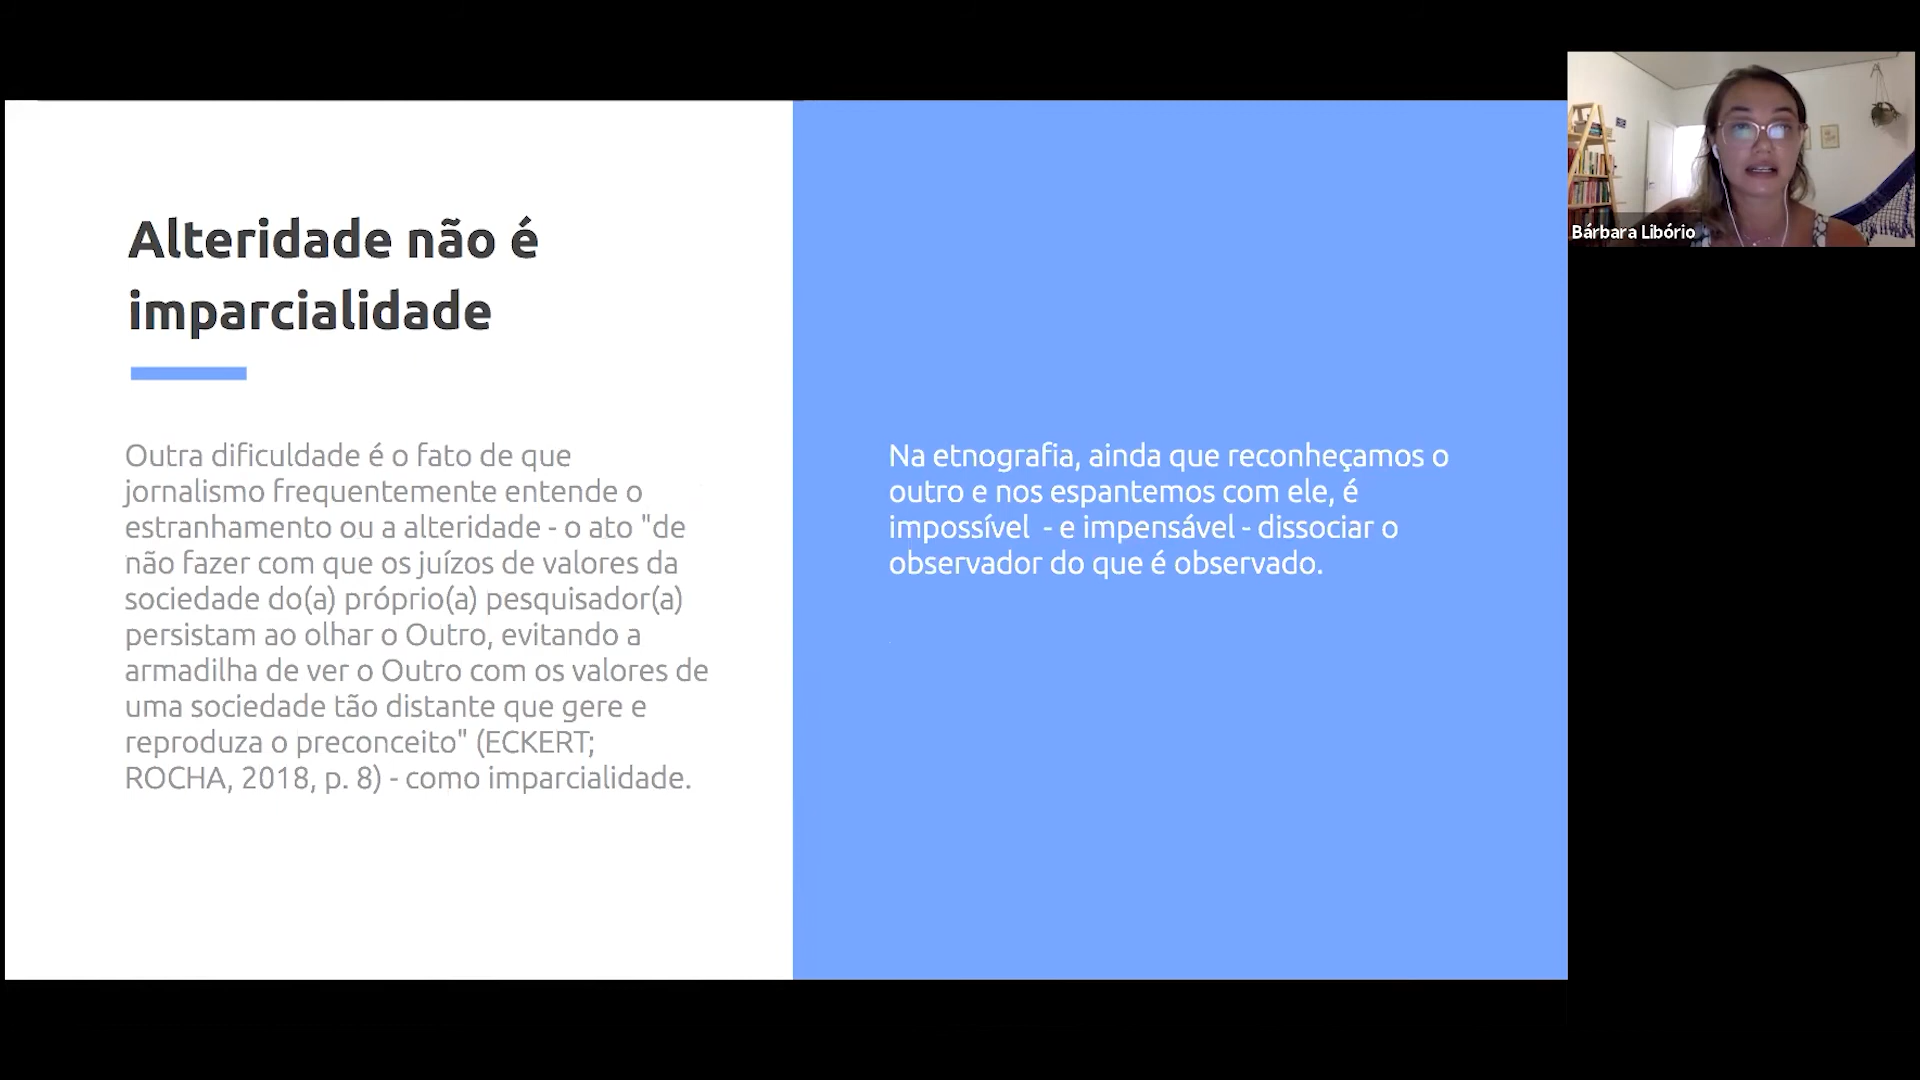 Alteridade não é
imparcialidade
Outra dificuldade é o fato de que
jornalismo frequentemente entende o
estranhamento ou a alteridade - o ato "de
não fazer com que os juízos de valores da
sociedade do(a) próprio(a) pesquisador(a)
persistam ao olhar o Outro, evitando a
armadilha de ver o Outro com os valores de
uma sociedade tão distante que gere e
reproduza o preconceito" (ECKERT;
ROCHA, 2018, p. 8) - como imparcialidade.
Na etnografia, ainda que reconheçamos o
outro e nos espantemos com ele, é
impossível  - e impensável - dissociar o
observador do que é observado.
Bárbara Libório